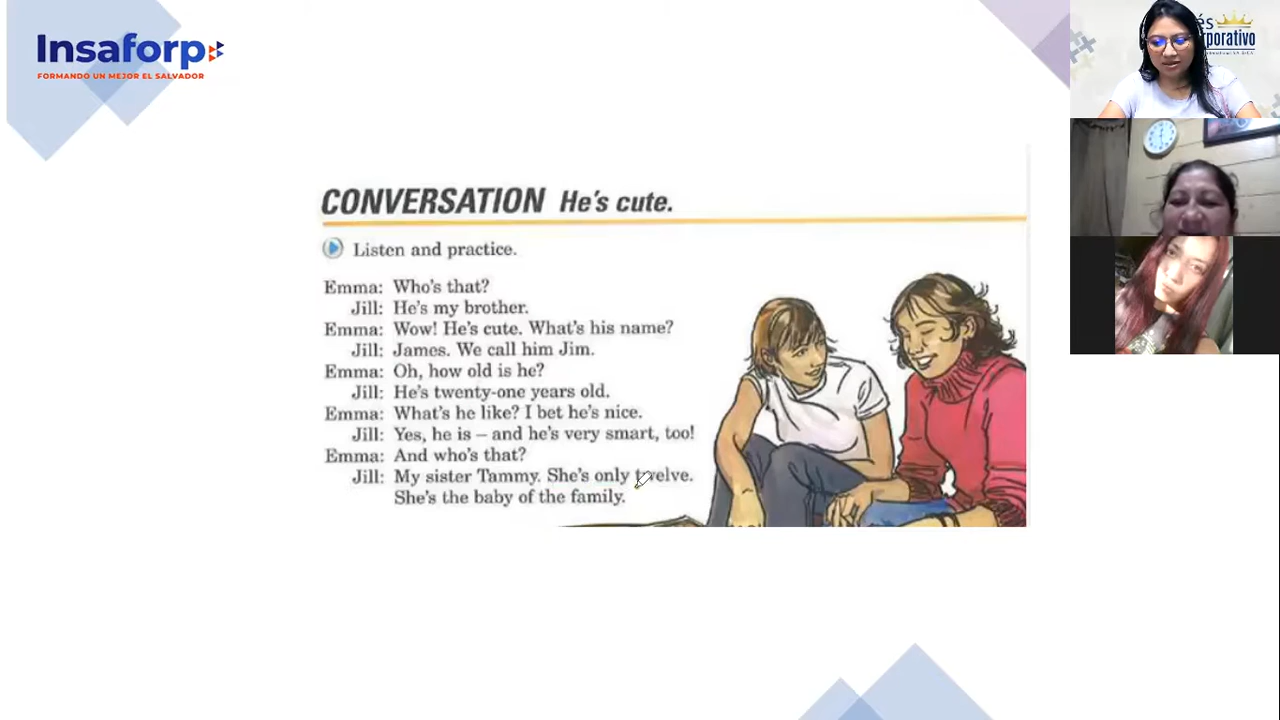 Insaforp
FORMANDO UN MEJOR EL SALVADOR
CONVERSATION He's cute.
Listen and practice.
Emma: Who's that?
Jill: He's my brother.
Emma: Wow! He's cute. What's his name?
Jill: James. We call him Jim.
Emma: Oh, how old is he?
Jill: He's twenty-one years old.
Emma: What's he like? I bet he's nice.
Jill: Yes, he is – and he's very smart, too!
Emma: And who's that?
Jill: My sister Tammy. She's only twelve.
She's the baby of the family.